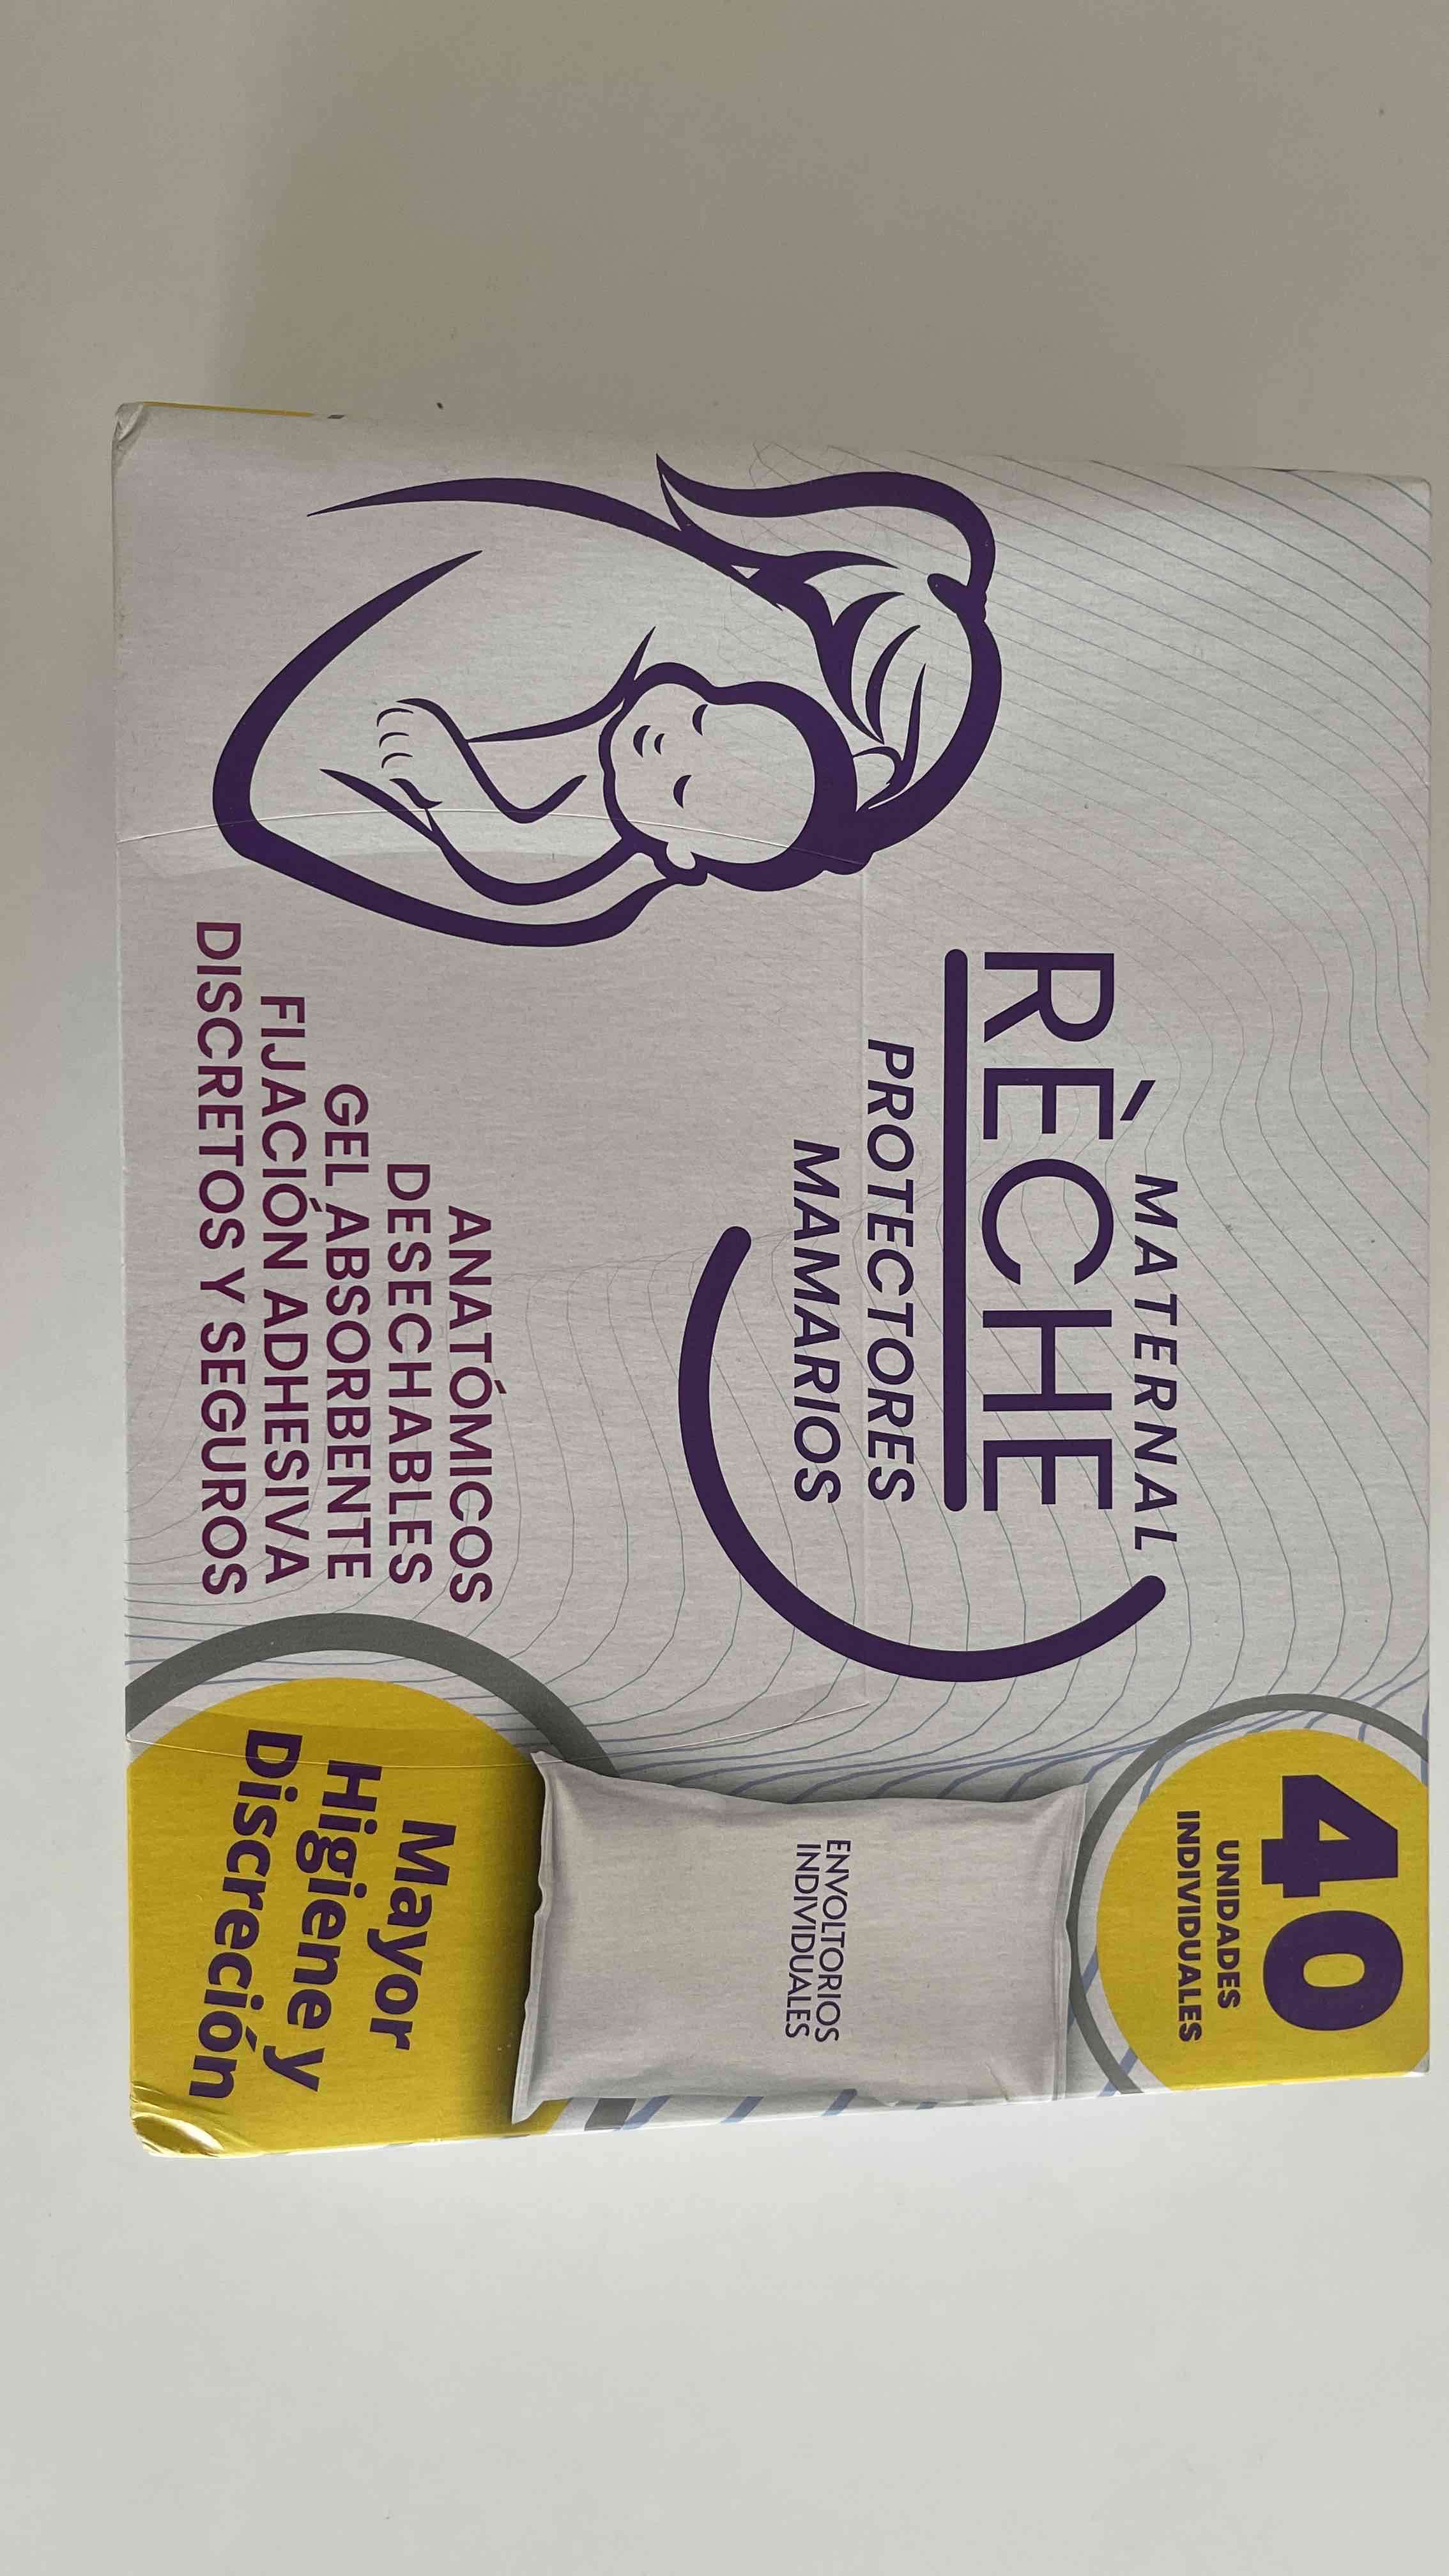 MATERNAL
RÈCHE
PROTECTORES
MAMARIOS
40
UNIDADES
INDIVIDUALES
ENVOLTORIOS
INDIVIDUALES
ANATÓMICOS
DESECHABLES
GEL ABSORBENTE
FIJACIÓN ADHESIVA
DISCRETOS Y SEGUROS
Mayor
Higiene y
Discreción